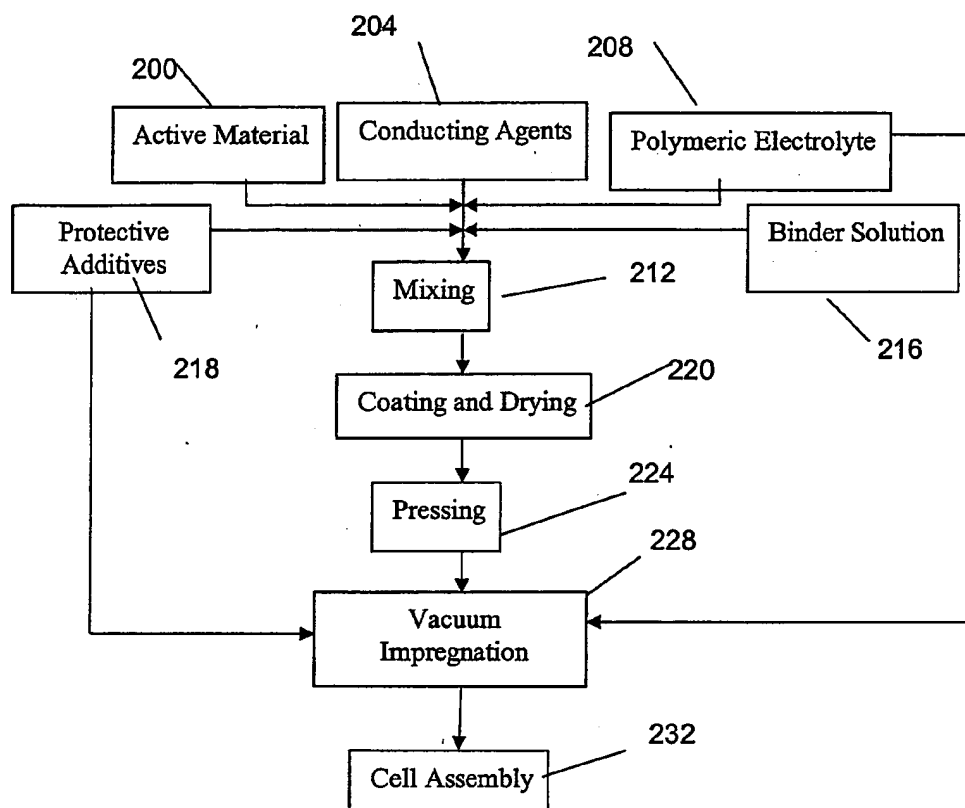 204
208
200
Active Material
Conducting Agents
Polymeric Electrolyte
Protective
Additives
Binder Solution
Mixing
212
218
216
220
Coating and Drying
224
Pressing
228
Vacuum
Impregnation
232
Cell Assembly